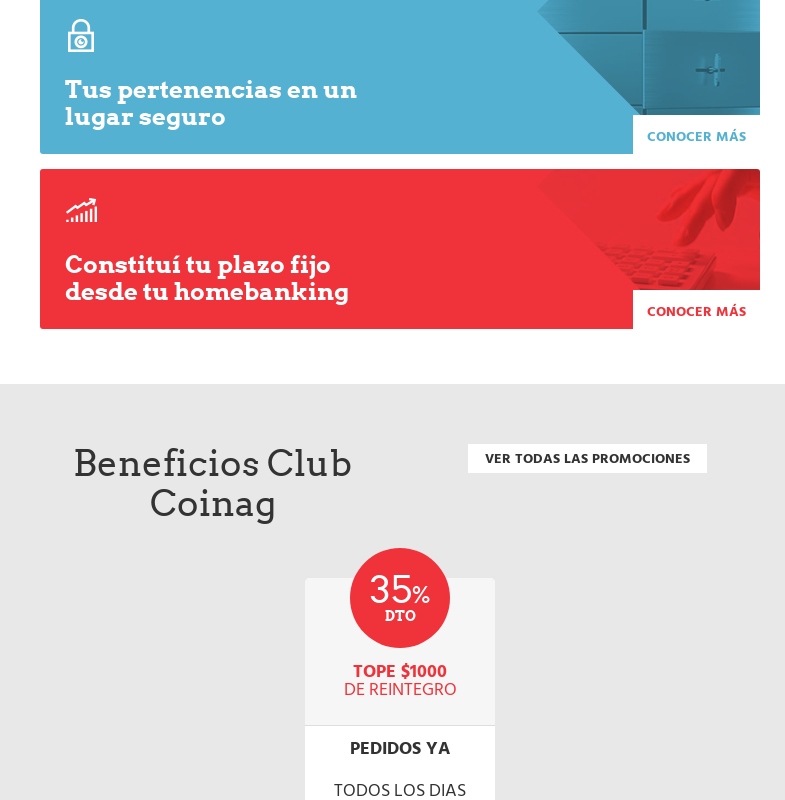 Tus pertenencias en un
lugar seguro
CONOCER MÁS
Constituí tu plazo fijo
desde tu homebanking
CONOCER MÁS
Beneficios Club
Coinag
VER TODAS LAS PROMOCIONES
35%
DTO
TOPE $1000
DE REINTEGRO
PEDIDOS YA
TODOS LOS DIAS